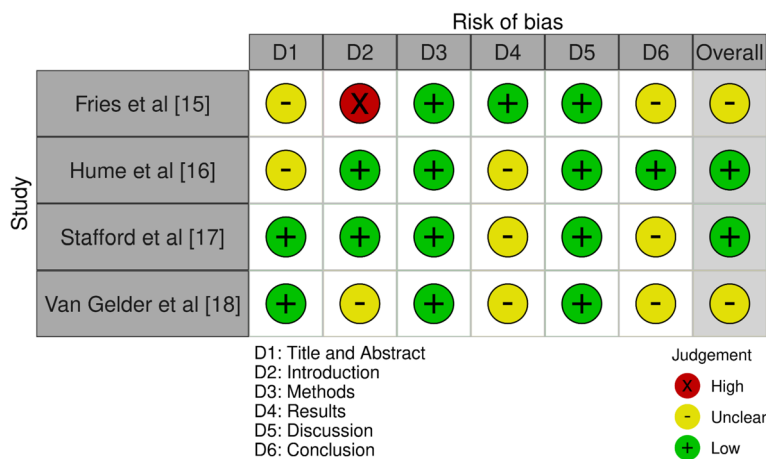 Risk of bias
D1 D2 D3 D4 D5 D6 Overall
Study
Fries et al [15] - X + + + - -
Hume et al [16] - + + - + + +
Stafford et al [17] + + + - + - +
Van Gelder et al [18] + - + - + - -
D1: Title and Abstract
D2: Introduction
D3: Methods
D4: Results
D5: Discussion
D6: Conclusion
Judgement
X High
- Unclear
+ Low